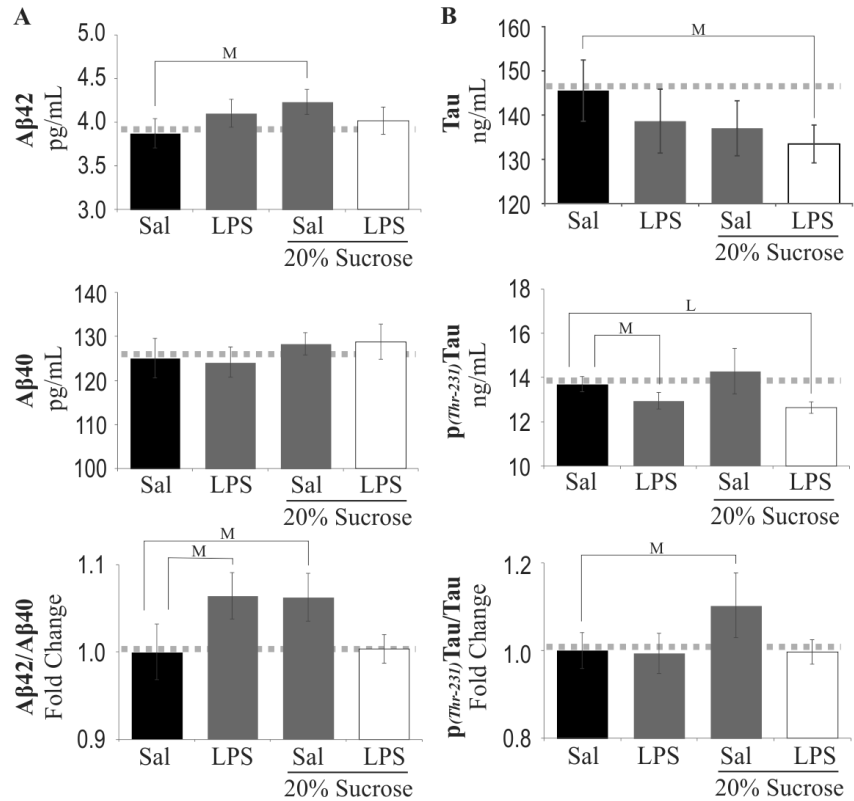 A
Aβ42
pg/mL
5.0
4.5
4.0
3.5
3.0
M
Sal LPS Sal LPS
20% Sucrose
Aβ40
pg/mL
140
130
120
110
100
Sal LPS Sal LPS
20% Sucrose
Aβ42/Aβ40
Fold Change
1.1
1.0
0.9
M
M
Sal LPS Sal LPS
20% Sucrose
B
Tau
ng/mL
160
150
140
130
120
M
Sal LPS Sal LPS
20% Sucrose
p(Thr-231)Tau
ng/mL
18
16
14
12
10
L
M
Sal LPS Sal LPS
20% Sucrose
p(Thr-231)Tau/Tau
Fold Change
1.2
1.0
0.8
M
Sal LPS Sal LPS
20% Sucrose